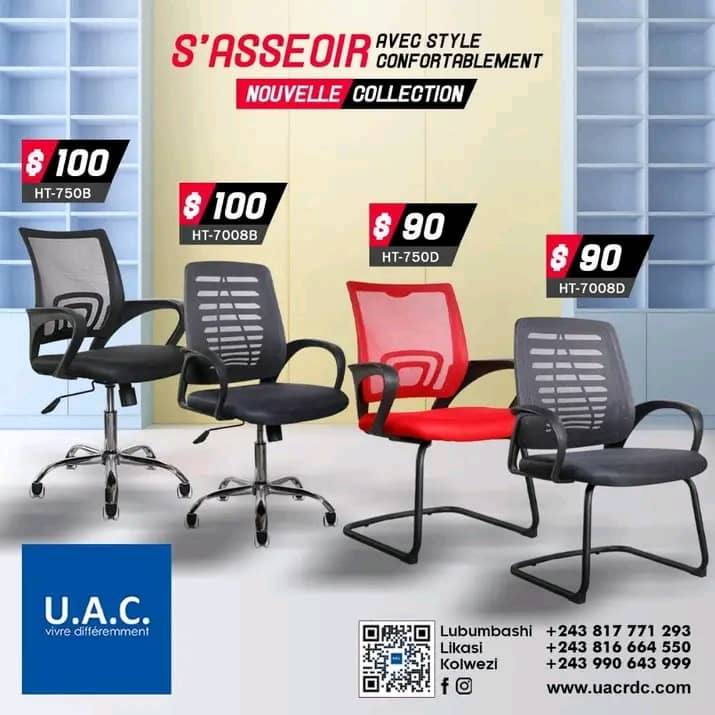 S'ASSEOIR AVEC STYLE
CONFORTABLEMENT
NOUVELLE COLLECTION
$ 100
HT-750B
$ 100
HT-7008B
$ 90
HT-750D
$ 90
HT-7008D
U.A.C.
vivre différemment
Lubumbashi +243 817 771 293
Likasi +243 816 664 550
Kolwezi +243 990 643 999
www.uacrdc.com